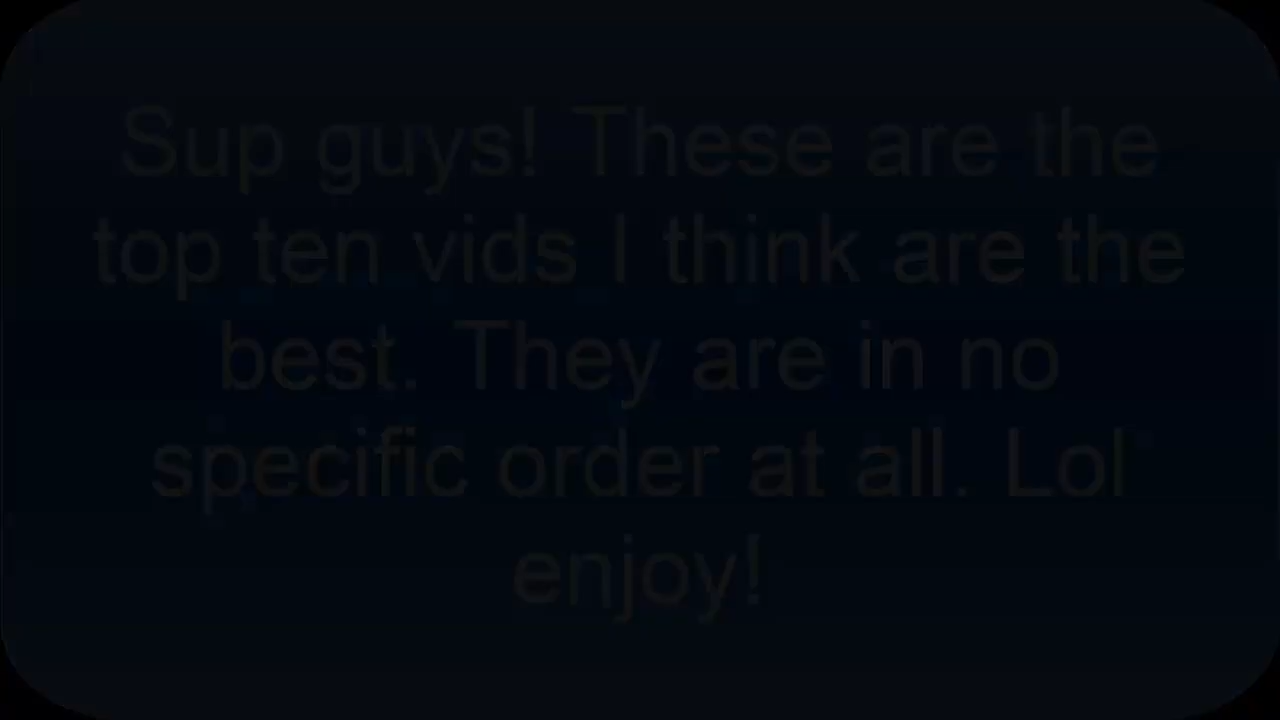 Sup guys! These are the
top ten vids I think are the
best. They are in no
specific order at all. Lol
enjoy!